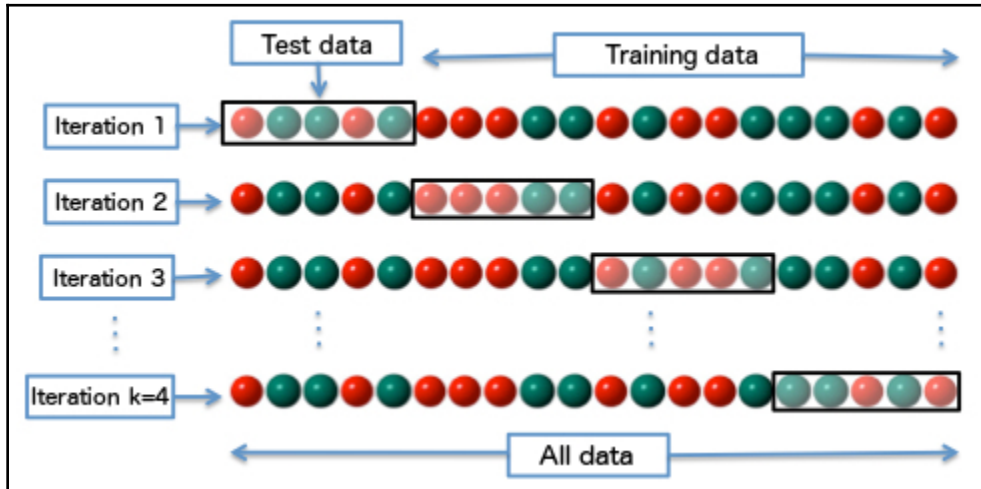 Test data
Training data
Iteration 1
Iteration 2
Iteration 3
Iteration k=4
All data